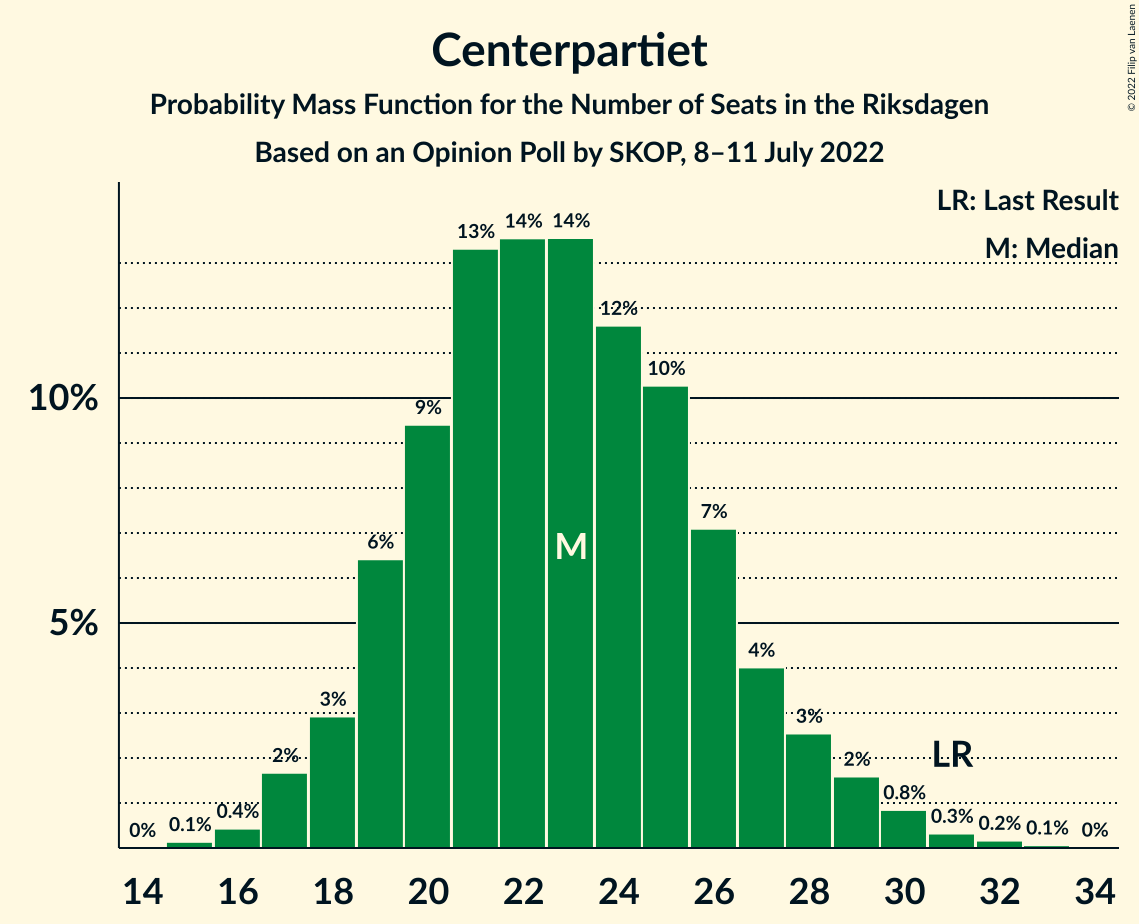 Centerpartiet
Probability Mass Function for the Number of Seats in the Riksdagen
Based on an Opinion Poll by SKOP, 8–11 July 2022
© 2022 Filip van Laenen
LR: Last Result
M: Median
10%
5%
0%
0.1%
0.4%
2%
3%
6%
9%
13%
14%
14%
12%
10%
7%
4%
3%
2%
0.8%
0.3%
0.2%
0.1%
0%
M
LR
14 16 18 20 22 24 26 28 30 32 34